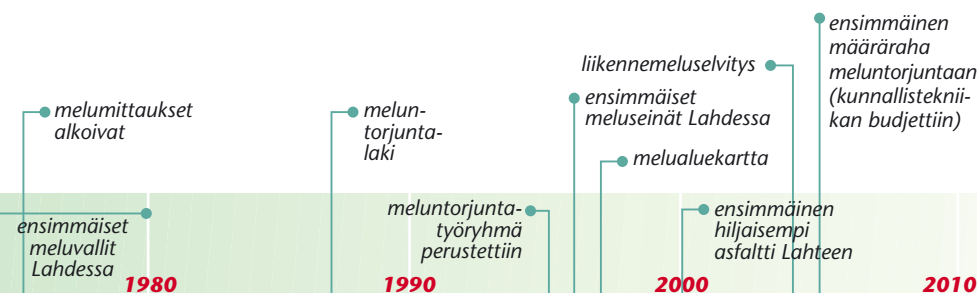 ensimmäinen
määräraha
meluntorjuntaan
(kunnallisteknii-
kan budjettiin)
liikennemeluselvitys
ensimmäiset
meluseinät Lahdessa
melumittaukset
alkoivat
melun-
torjunta-
laki
melualuekartta
ensimmäiset
meluvallit
Lahdessa
meluntorjunta-
työryhmä
perustettiin
ensimmäinen
hiljaisempi
asfaltti Lahteen
1980
1990
2000
2010